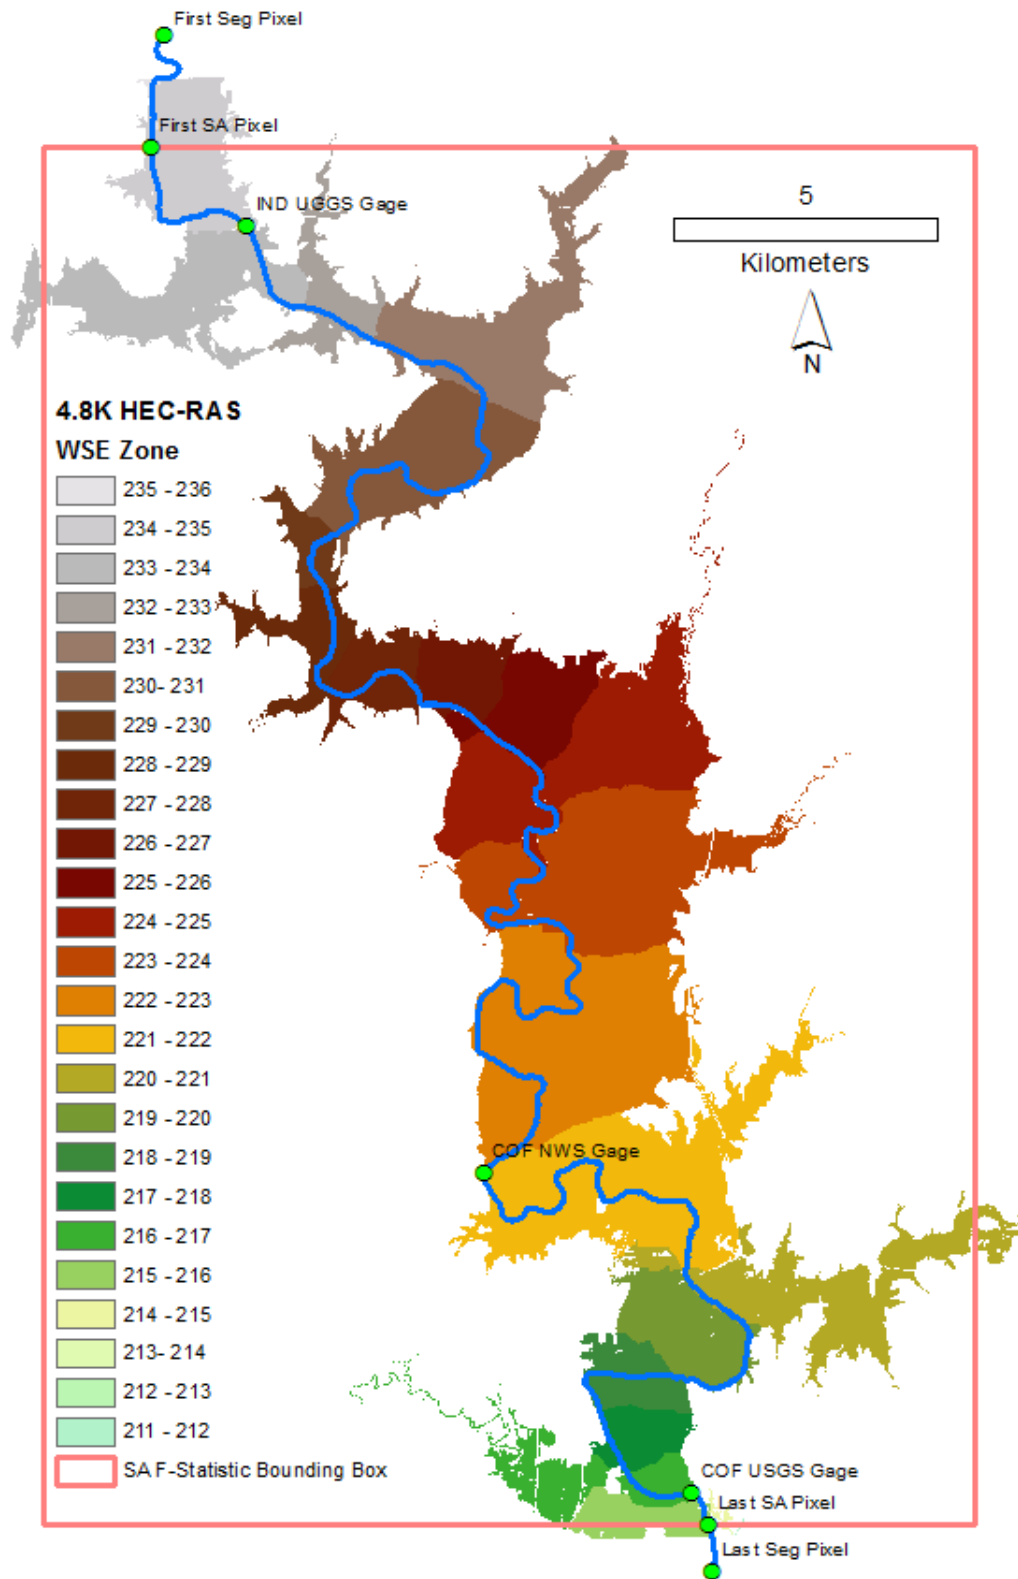 First Seg Pixel
First SA Pixel
IND UGGS Gage
5
Kilometers
N
4.8K HEC-RAS
WSE Zone
235 - 236
234 - 235
233 - 234
232 - 233
231 - 232
230- 231
229 - 230
228 - 229
227 - 228
226 - 227
225 - 226
224 - 225
223 - 224
222 - 223
221 - 222
220 - 221
219 - 220
218 - 219
217 - 218
216 - 217
215 - 216
214 - 215
213- 214
212 - 213
211 - 212
SA F-Statistic Bounding Box
COF NWS Gage
COF USGS Gage
Last SA Pixel
Last Seg Pixel